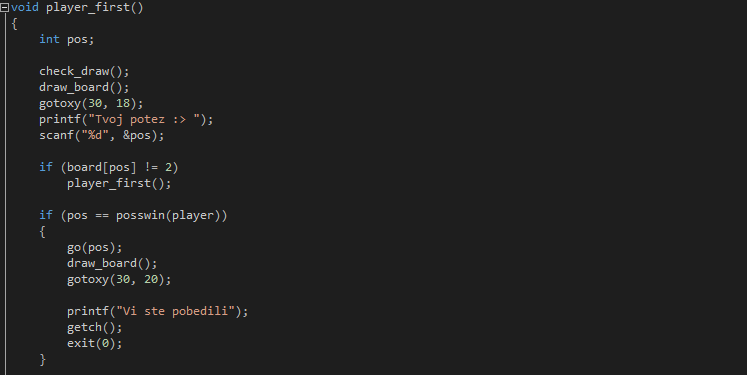 void player_first()
{
int pos;
check_draw();
draw_board();
gotoxy(30, 18);
printf("Tvoj potez :> ");
scanf("%d", &pos);
if (board[pos] != 2)
player_first();
if (pos == posswin(player))
{
go(pos);
draw_board();
gotoxy(30, 20);
printf("Vi ste pobedili");
getch();
exit(0);
}